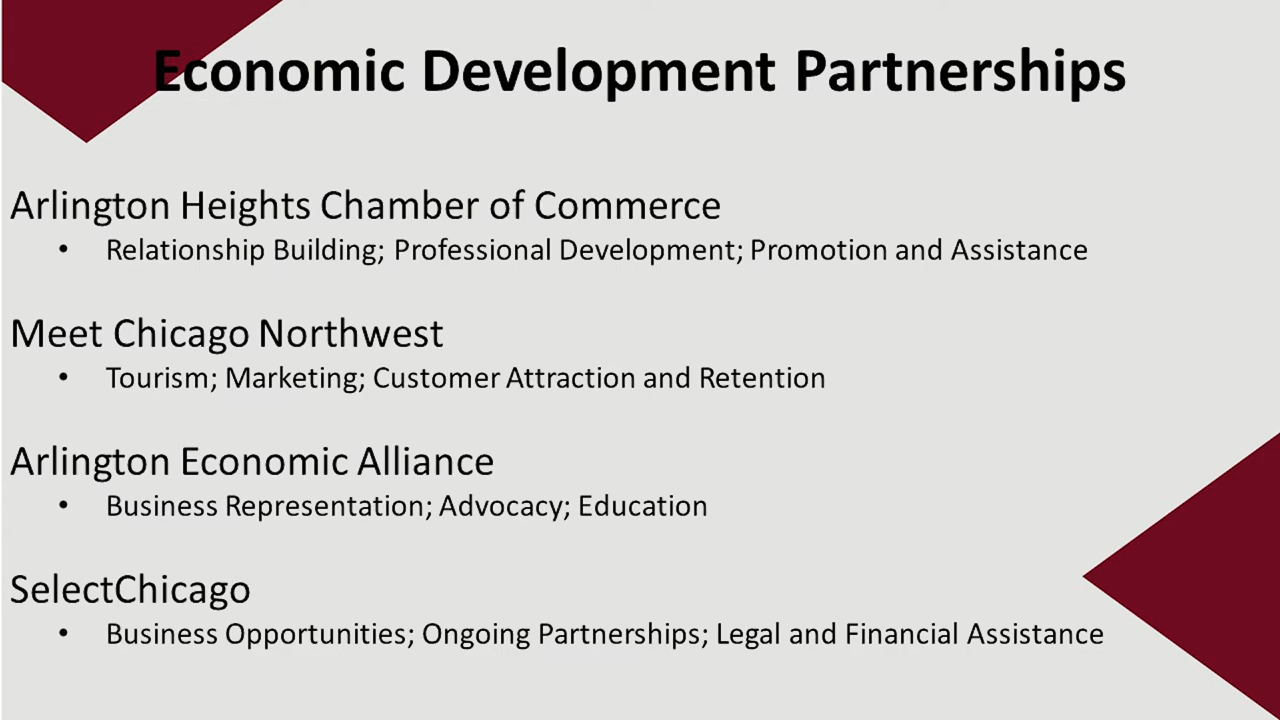 Economic Development Partnerships
Arlington Heights Chamber of Commerce
• Relationship Building; Professional Development; Promotion and Assistance
Meet Chicago Northwest
• Tourism; Marketing; Customer Attraction and Retention
Arlington Economic Alliance
• Business Representation; Advocacy; Education
SelectChicago
• Business Opportunities; Ongoing Partnerships; Legal and Financial Assistance